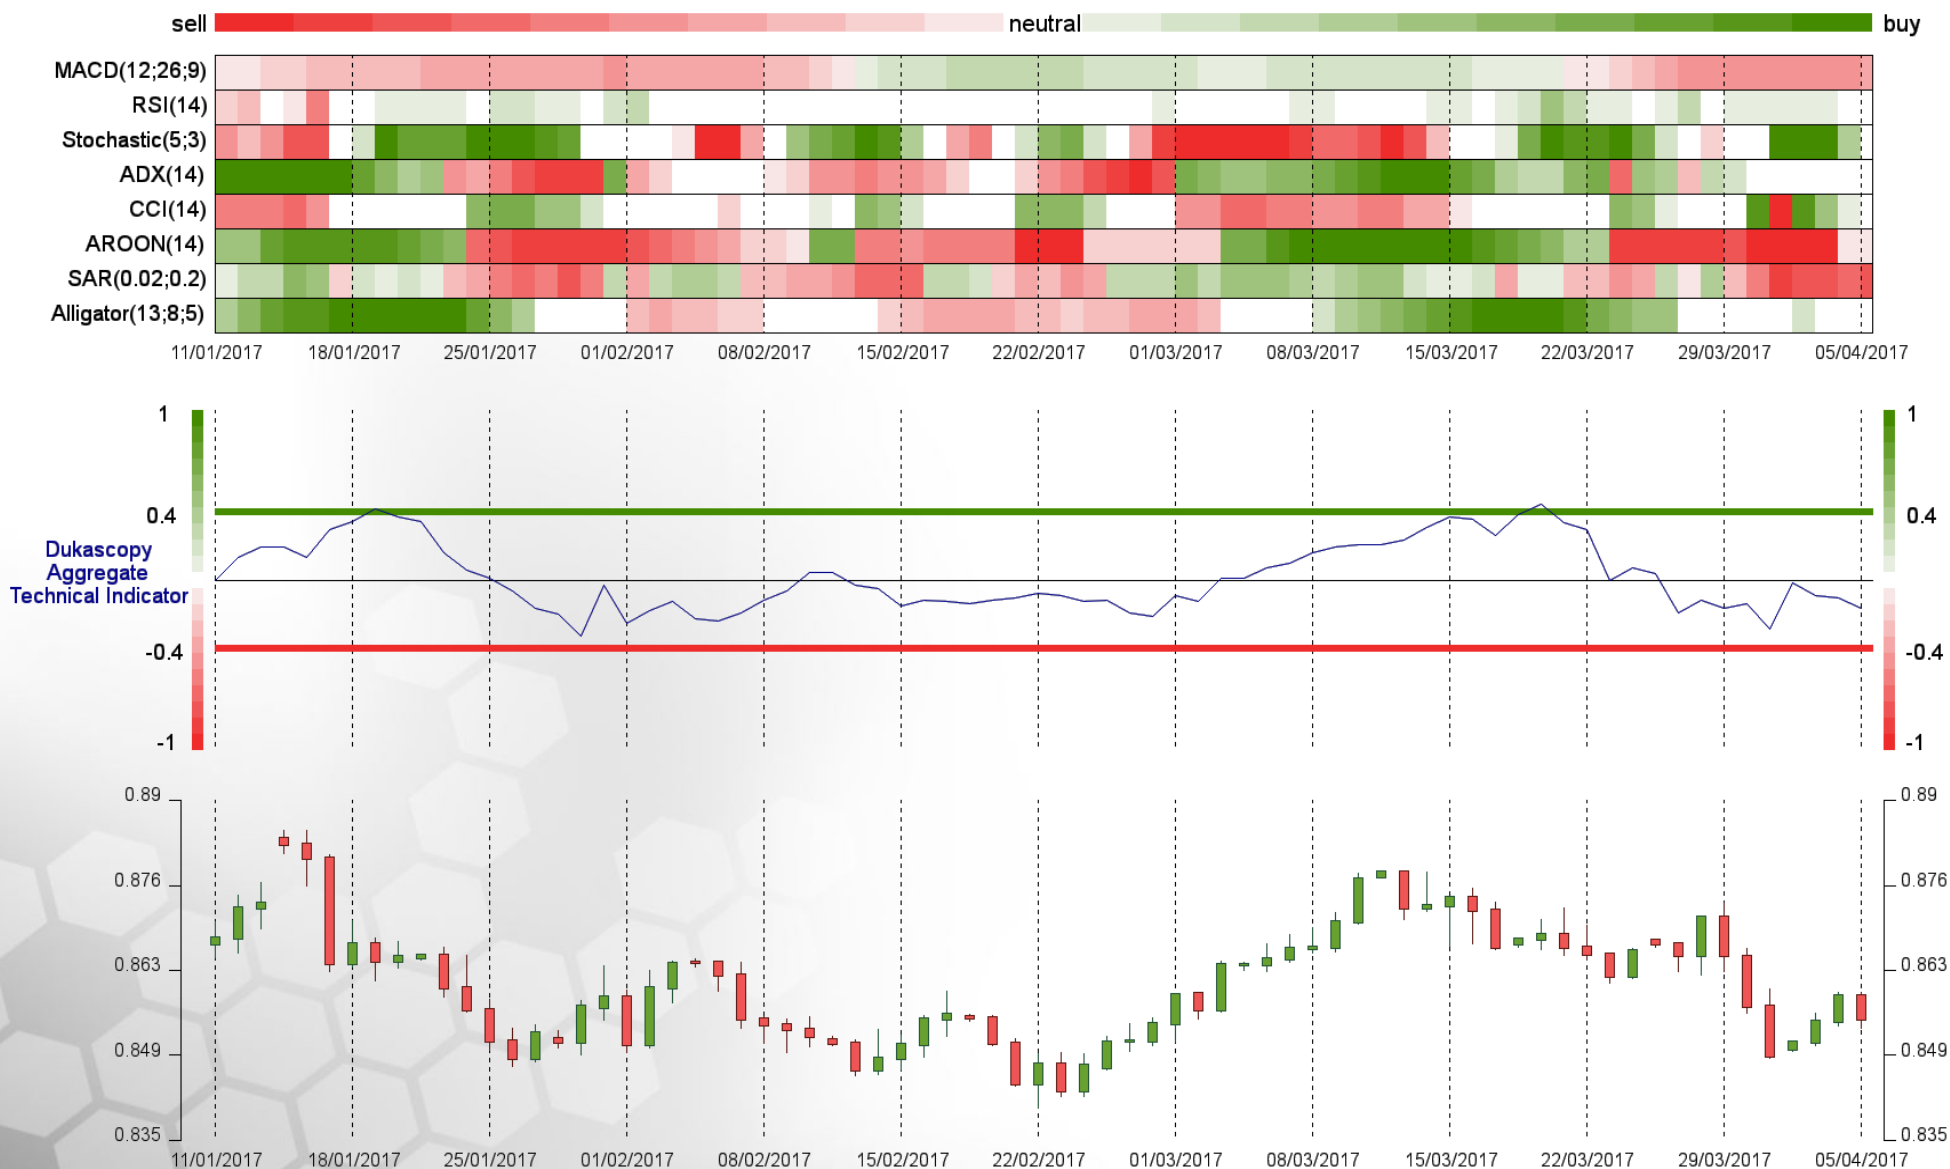 sell neutral buy
MACD(12;26;9)
RSI(14)
Stochastic(5;3)
ADX(14)
CCI(14)
AROON(14)
SAR(0.02;0.2)
Alligator(13;8;5)
11/01/2017 18/01/2017 25/01/2017 01/02/2017 08/02/2017 15/02/2017 22/02/2017 01/03/2017 08/03/2017 15/03/2017 22/03/2017 29/03/2017 05/04/2017
1 1
0.4 0.4
Dukascopy
Aggregate
Technical Indicator
-0.4 -0.4
-1 -1
0.89 0.89
0.876 0.876
0.863 0.863
0.849 0.849
0.835 0.835
11/01/2017 18/01/2017 25/01/2017 01/02/2017 08/02/2017 15/02/2017 22/02/2017 01/03/2017 08/03/2017 15/03/2017 22/03/2017 29/03/2017 05/04/2017